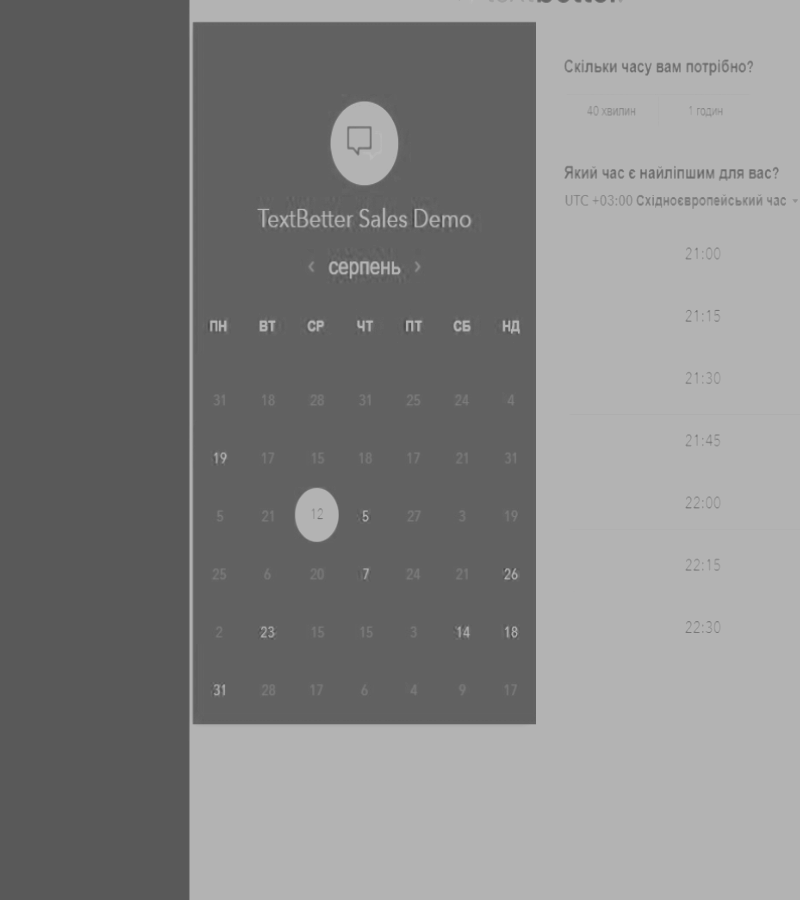 TextBetter Sales Demo
‹ серпень ›
ПН ВТ СР ЧТ ПТ СБ НД
31 18 28 31 25 24 4
19 17 15 18 17 21 31
5 21 12 5 27 3 19
25 6 20 7 24 21 26
2 23 15 15 3 14 18
31 28 17 6 4 9 17
Скільки часу вам потрібно?
40 хвилин 1 годин
Який час є найліпшим для вас?
UTC +03:00 Східноєвропейський час
21:00
21:15
21:30
21:45
22:00
22:15
22:30